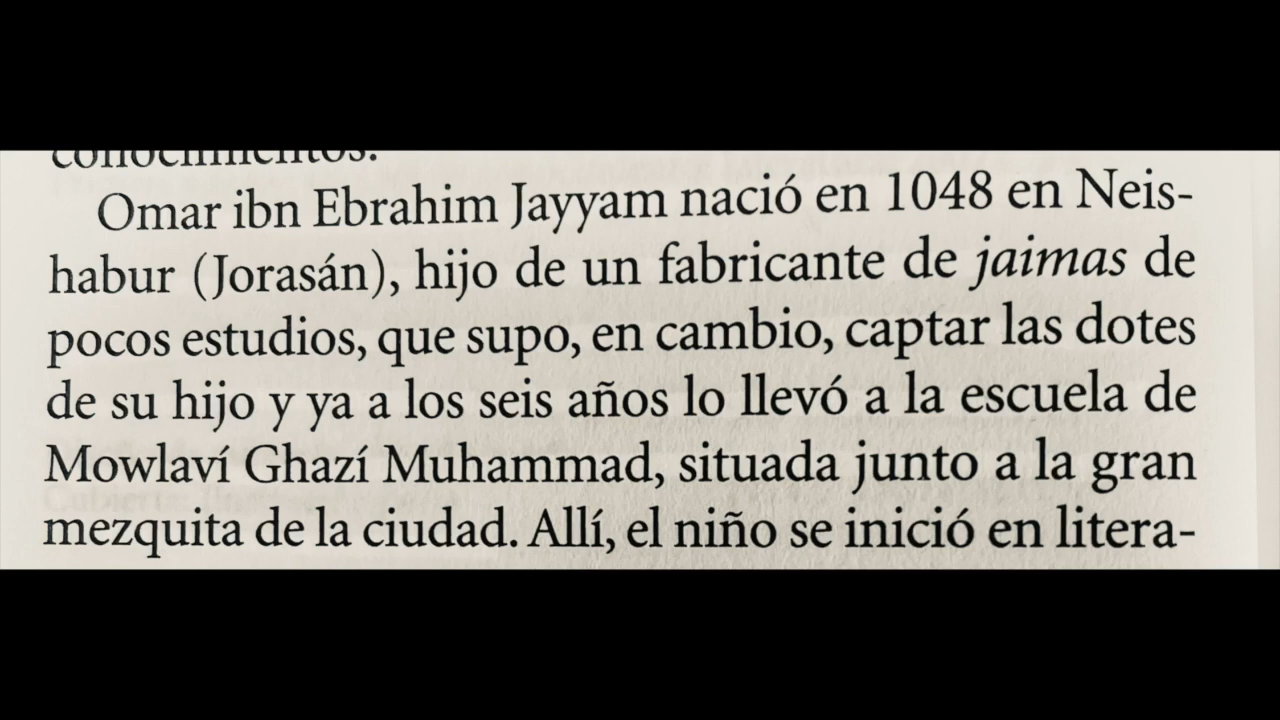 conocimientos.
Omar ibn Ebrahim Jayyam nació en 1048 en Neis-
habur (Jorasán), hijo de un fabricante de jaimas de
pocos estudios, que supo, en cambio, captar las dotes
de su hijo y ya a los seis años lo llevó a la escuela de
Mowlaví Ghazí Muhammad, situada junto a la gran
mezquita de la ciudad. Allí, el niño se inició en litera-